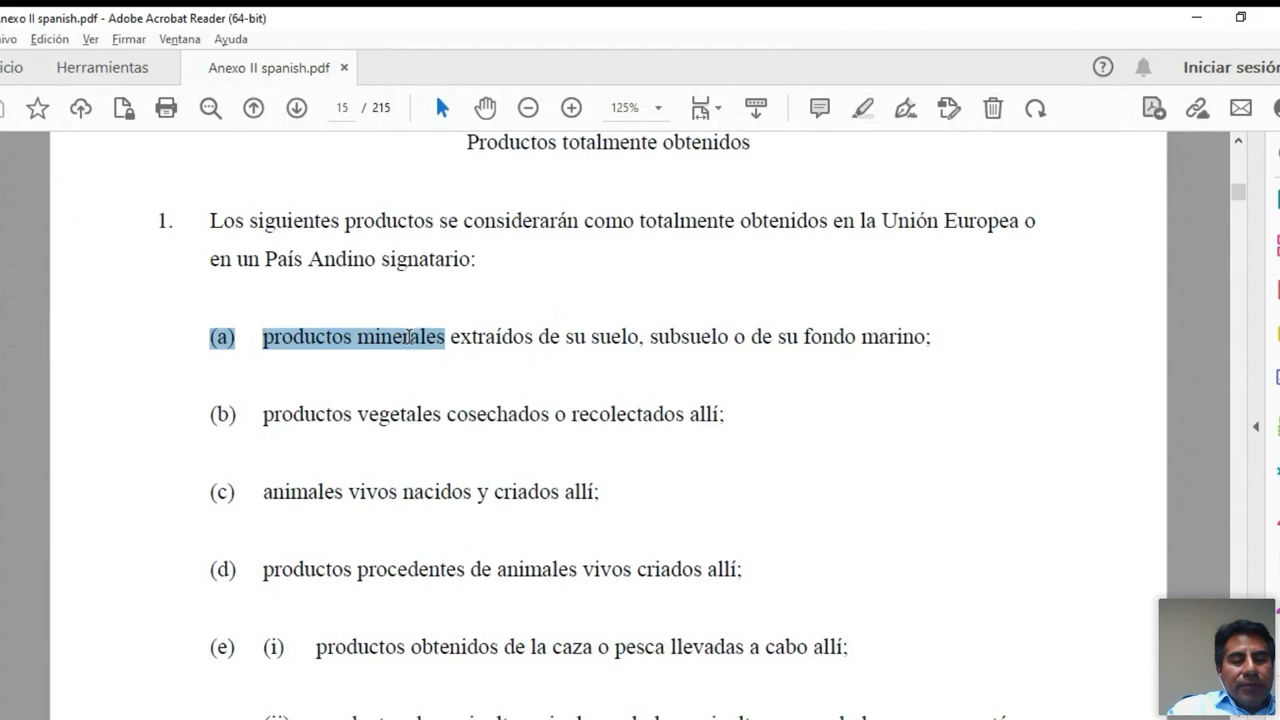 nexo II spanish.pdf - Adobe Acrobat Reader (64-bit)
ivo Edición Ver Firmar Ventana Ayuda
icio Herramientas Anexo II spanish.pdf × Iniciar sesión
15 / 215 125%
Productos totalmente obtenidos
1. Los siguientes productos se considerarán como totalmente obtenidos en la Unión Europea o
en un País Andino signatario:
(a) productos minerales extraídos de su suelo, subsuelo o de su fondo marino;
(b) productos vegetales cosechados o recolectados allí;
(c) animales vivos nacidos y criados allí;
(d) productos procedentes de animales vivos criados allí;
(e) (i) productos obtenidos de la caza o pesca llevadas a cabo allí;